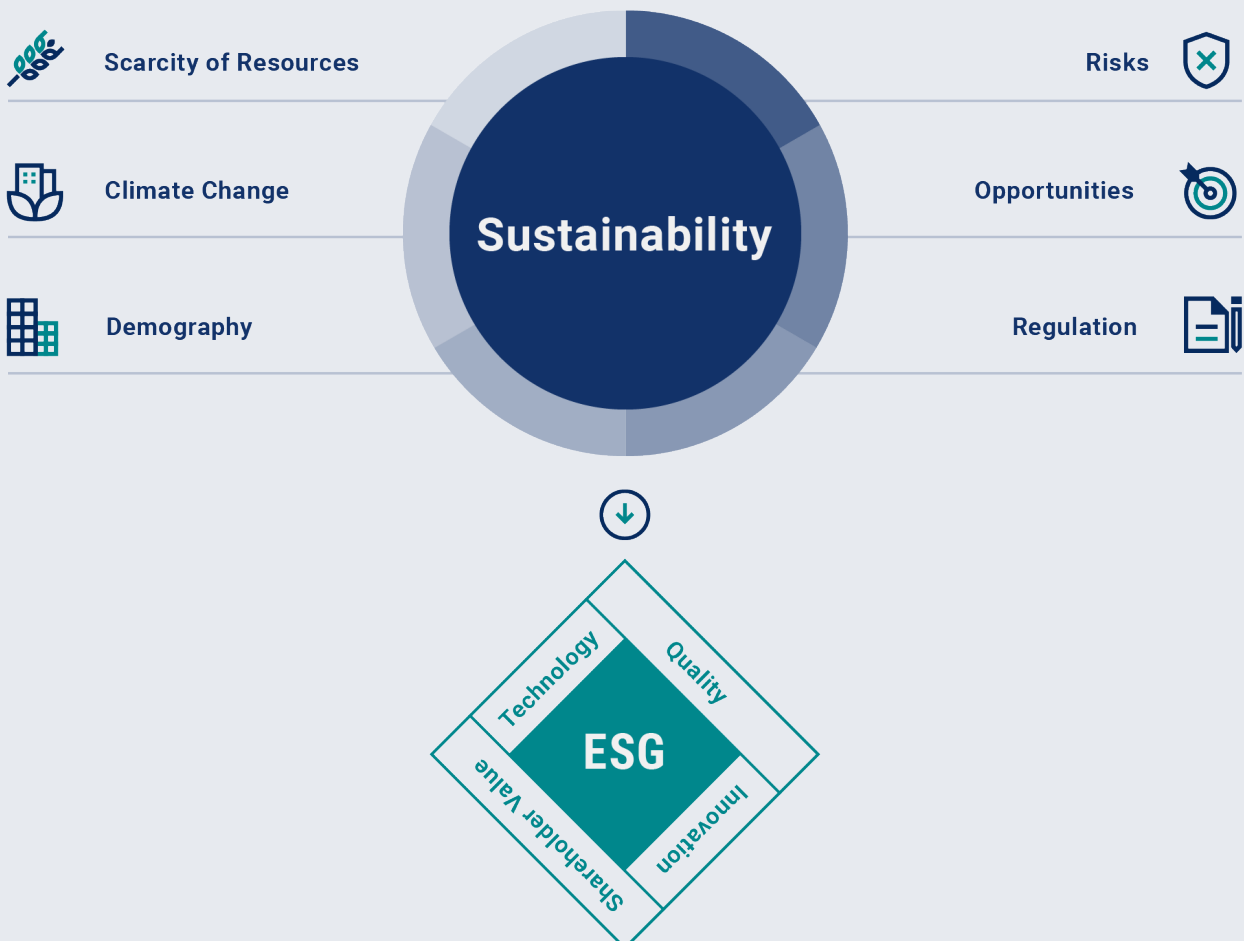 Scarcity of Resources
Risks
Climate Change
Opportunities
Sustainability
Demography
Regulation
Technology
Quality
ESG
Shareholder Value
Innovation